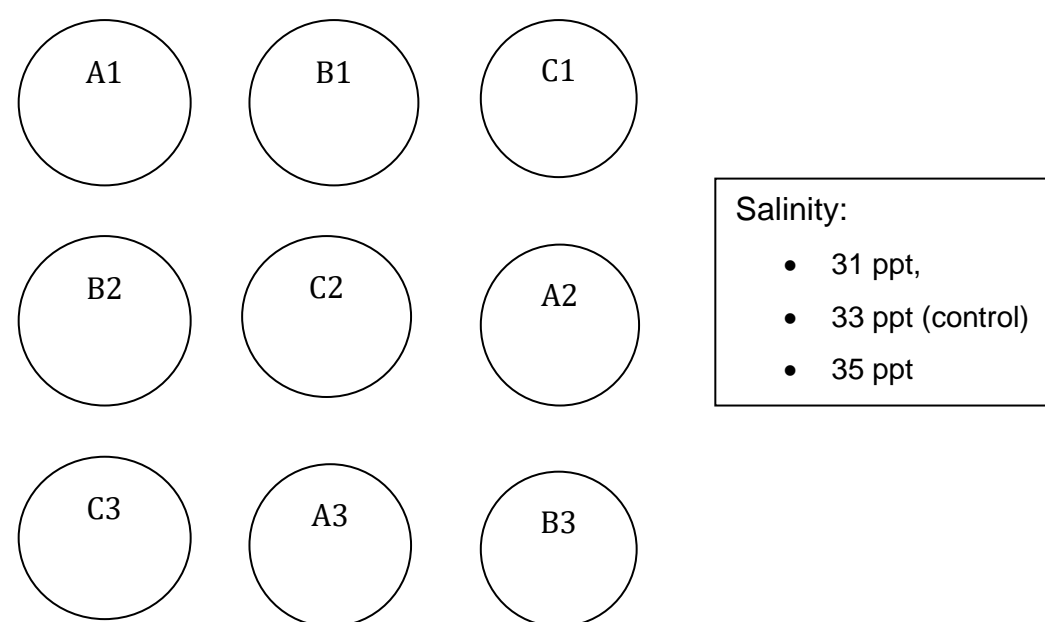 A1 B1 C1
Salinity:
• 31 ppt,
B2 C2 A2
• 33 ppt (control)
• 35 ppt
C3 A3 B3